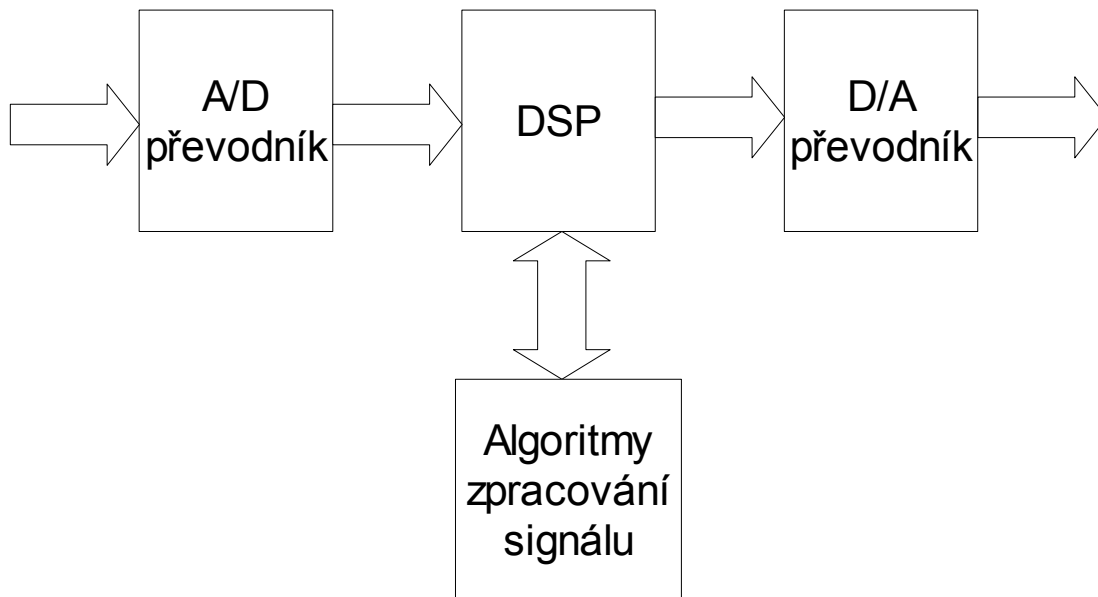 A/D
převodník
DSP
D/A
převodník
Algoritmy
zpracování
signálu